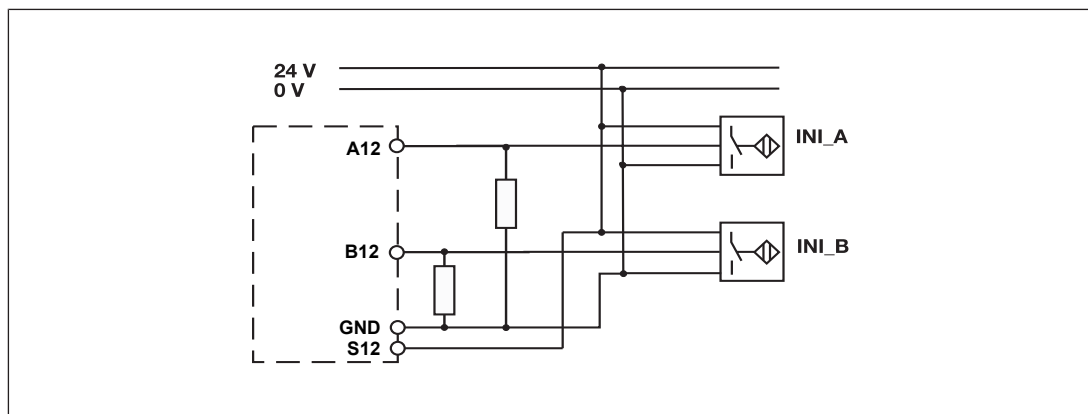 24 V
0 V
INI_A
A12
INI_B
B12
GND
S12